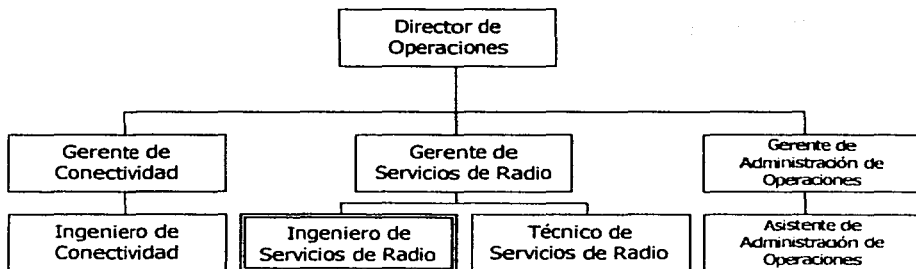 Director de
Operaciones
Gerente de
Conectividad
Gerente de
Servicios de Radio
Gerente de
Administración de
Operaciones
Ingeniero de
Conectividad
Ingeniero de
Servicios de Radio
Técnico de
Servicios de Radio
Asistente de
Administración de
Operaciones